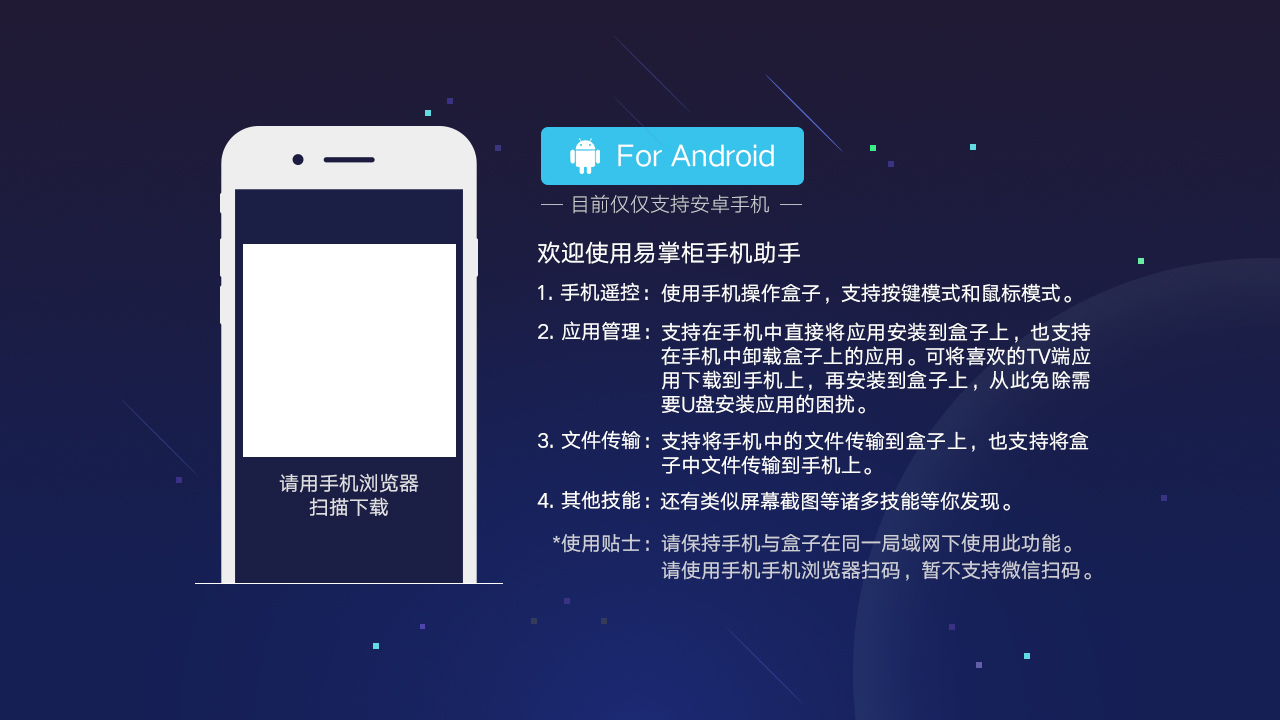 For Android
目前仅仅支持安卓手机
欢迎使用易掌柜手机助手
1. 手机遥控：使用手机操作盒子，支持按键模式和鼠标模式。
2. 应用管理：支持在手机中直接将应用安装到盒子上，也支持
在手机中卸载盒子上的应用。可将喜欢的TV端应
用下载到手机上，再安装到盒子上，从此免除需
要U盘安装应用的困扰。
3. 文件传输：支持将手机中的文件传输到盒子上，也支持将盒
子中文件传输到手机上。
4. 其他技能：还有类似屏幕截图等诸多技能等你发现。
*使用贴士：请保持手机与盒子在同一局域网下使用此功能。
请使用手机手机浏览器扫码，暂不支持微信扫码。
请用手机浏览器
扫描下载